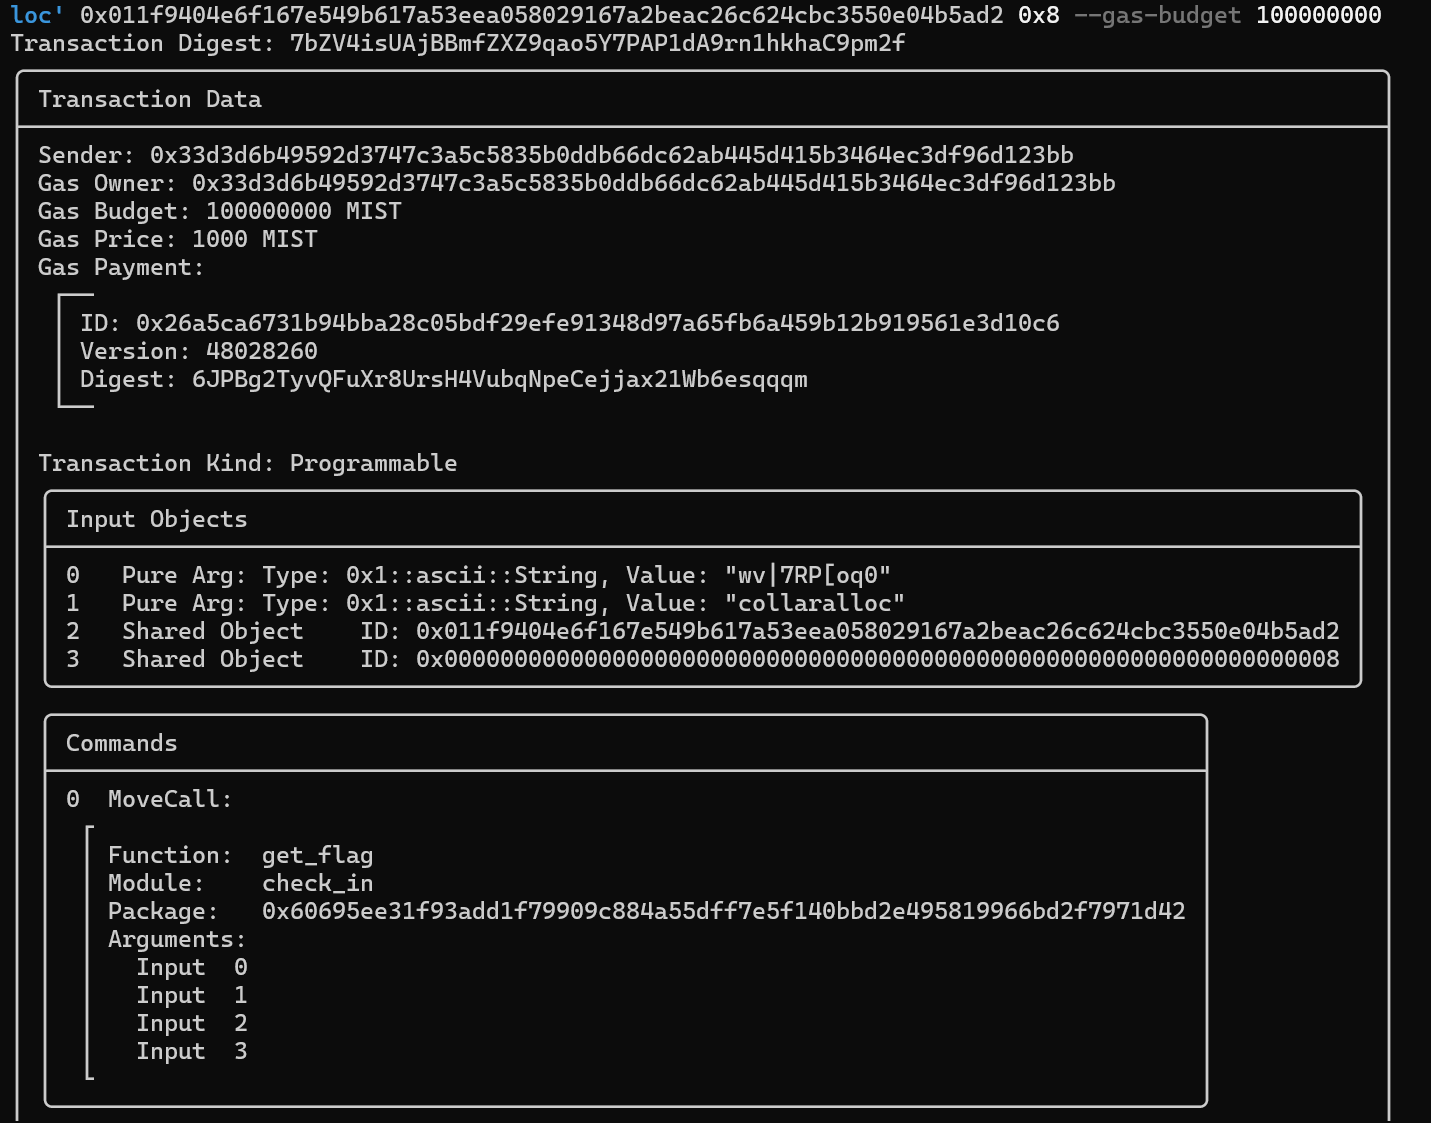 loc' 0x011f9404e6f167e549b617a53eea058029167a2beac26c624cbc3550e04b5ad2 0x8 --gas-budget 100000000
Transaction Digest: 7bZV4isUAjBBmfZXZ9qao5Y7PAP1dA9rn1hkhaC9pm2f
Transaction Data
Sender: 0x33d3d6b49592d3747c3a5c5835b0ddb66dc62ab445d415b3464ec3df96d123bb
Gas Owner: 0x33d3d6b49592d3747c3a5c5835b0ddb66dc62ab445d415b3464ec3df96d123bb
Gas Budget: 100000000 MIST
Gas Price: 1000 MIST
Gas Payment:
ID: 0x26a5ca6731b94bba28c05bdf29efe91348d97a65fb6a459b12b919561e3d10c6
Version: 48028260
Digest: 6JPBg2TyvQFuXr8UrsH4VubqNpeCejjax21Wb6esqqqm
Transaction Kind: Programmable
Input Objects
0 Pure Arg: Type: 0x1::ascii::String, Value: "wv|7RP[oq0"
1 Pure Arg: Type: 0x1::ascii::String, Value: "collaralloc"
2 Shared Object ID: 0x011f9404e6f167e549b617a53eea058029167a2beac26c624cbc3550e04b5ad2
3 Shared Object ID: 0x0000000000000000000000000000000000000000000000000000000000000008
Commands
0 MoveCall:
Function: get_flag
Module: check_in
Package: 0x60695ee31f93add1f79909c884a55dff7e5f140bbd2e495819966bd2f7971d42
Arguments:
Input 0
Input 1
Input 2
Input 3